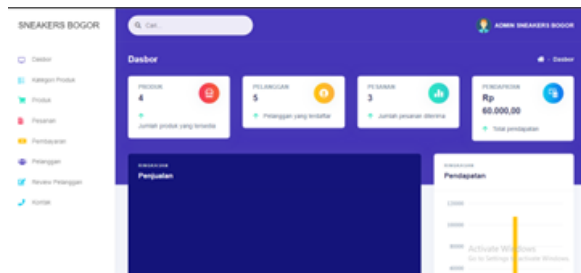 SNEAKERS BOGOR
Cari...
ADMIN SNEAKERS BOGOR
Dasbor
Kategori Produk
Produk
Pesanan
Pembayaran
Pelanggan
Review Pelanggan
Kontak
Dasbor
- Dasbor
PRODUK
4
Jumlah produk yang tersedia
PELANGGAN
5
Pelanggan yang terdaftar
PESANAN
3
Jumlah pesanan diterima
PENDAPATAN
Rp
60.000,00
Total pendapatan
RINGKASAN
Penjualan
RINGKASAN
Pendapatan
Activate Windows
Go to Settings to activate Windows.